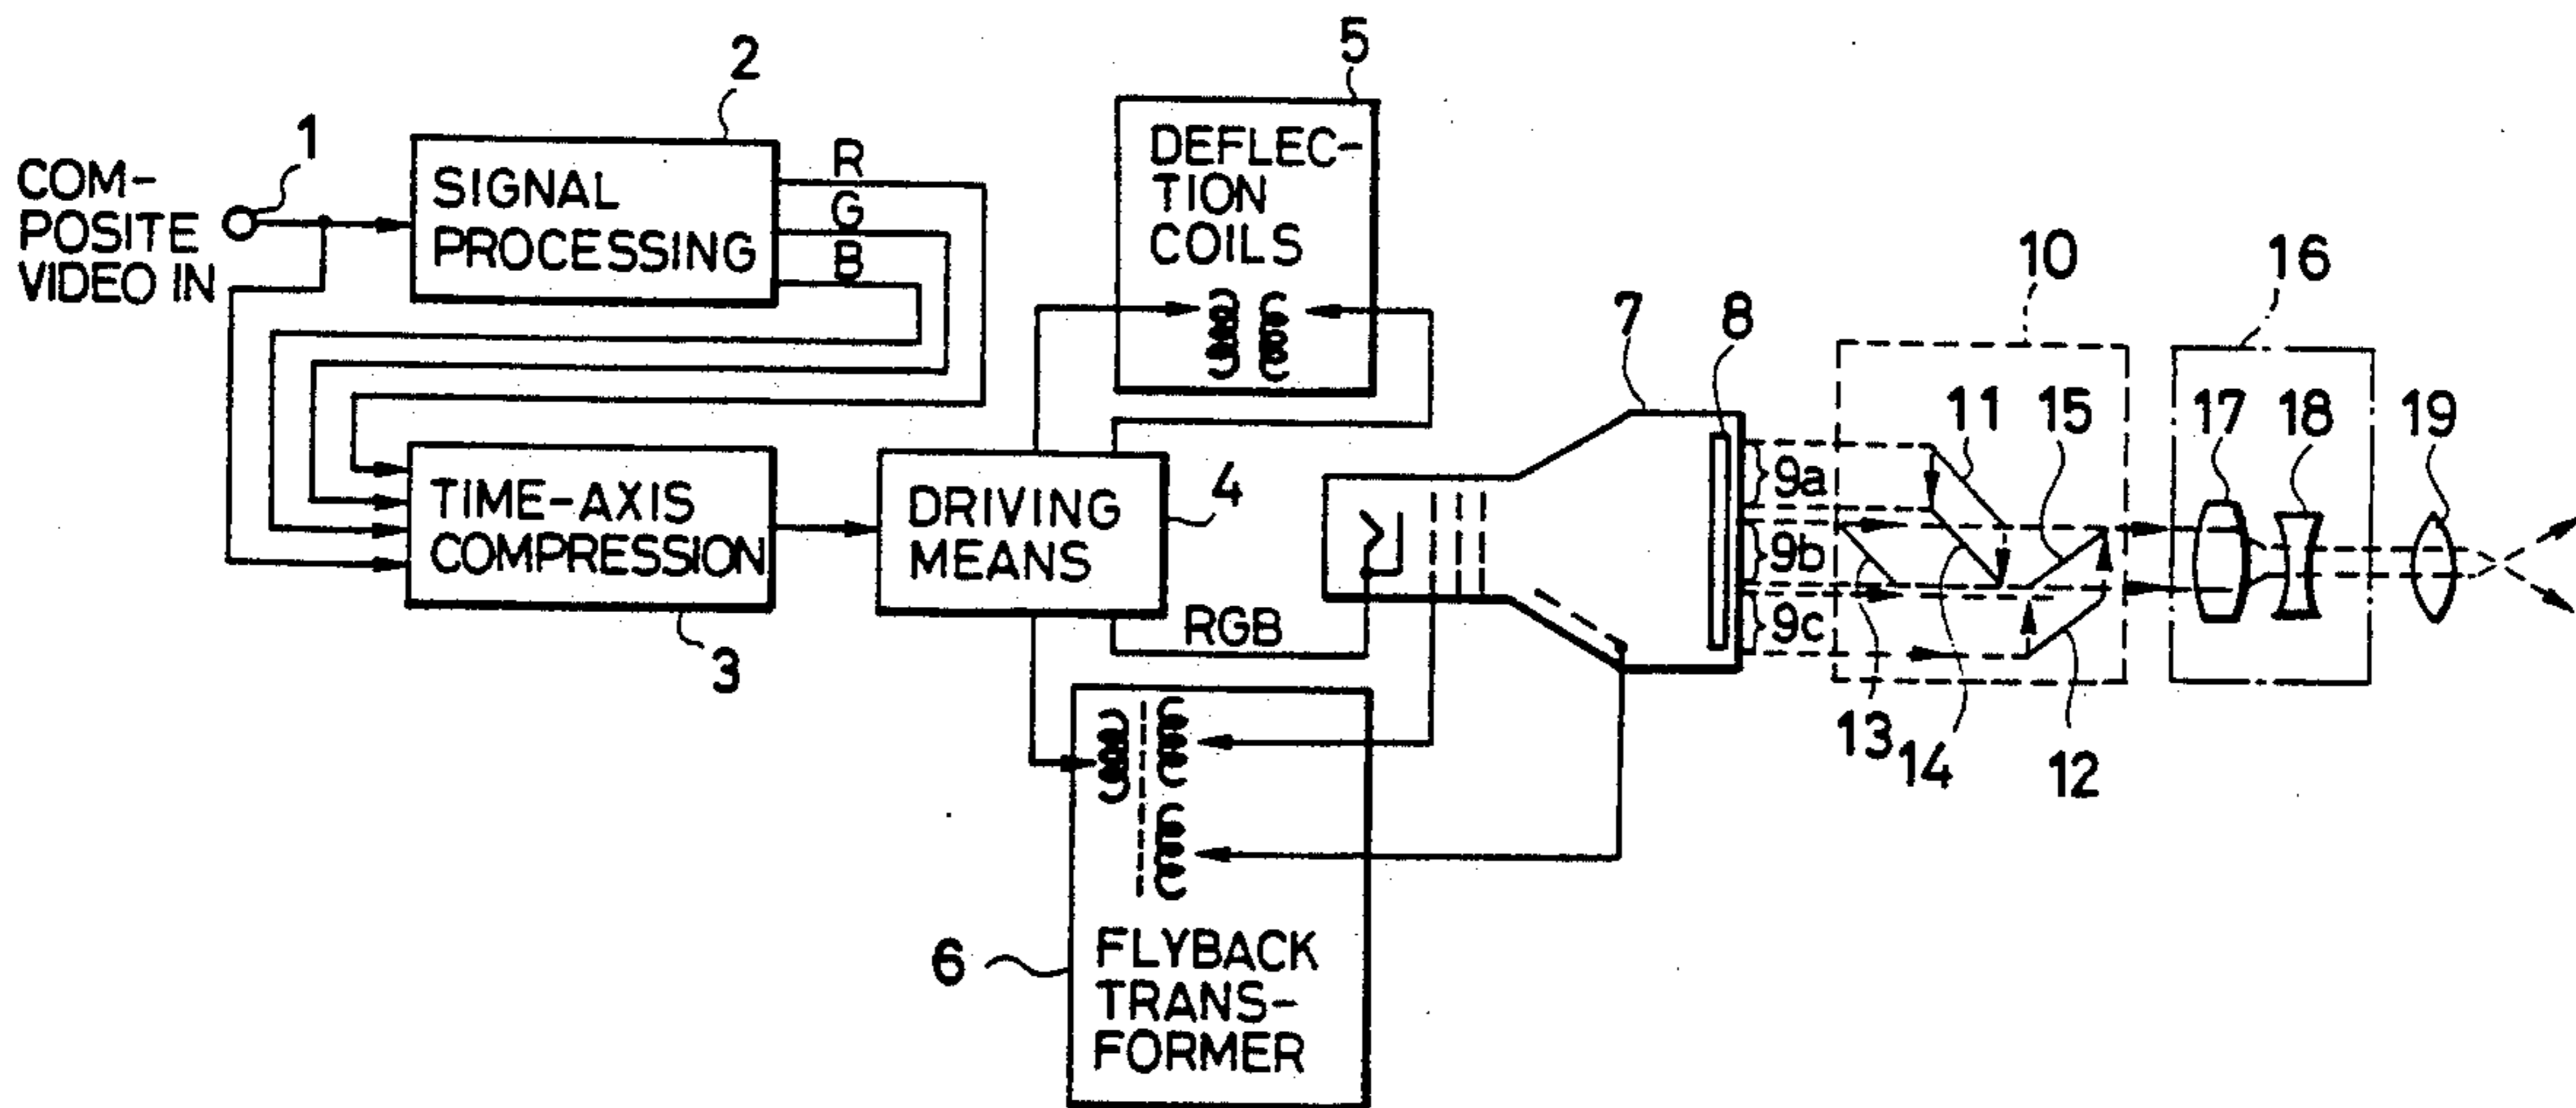 1
COM-
POSITE
VIDEO IN
2
SIGNAL
PROCESSING
R
G
B
TIME-AXIS
COMPRESSION
3
DRIVING
MEANS
4
RGB
5
DEFLEC-
TION
COILS
6
FLYBACK
TRANS-
FORMER
7
8
9a
9b
9c
10
11
15
13
14
12
16
17
18
19